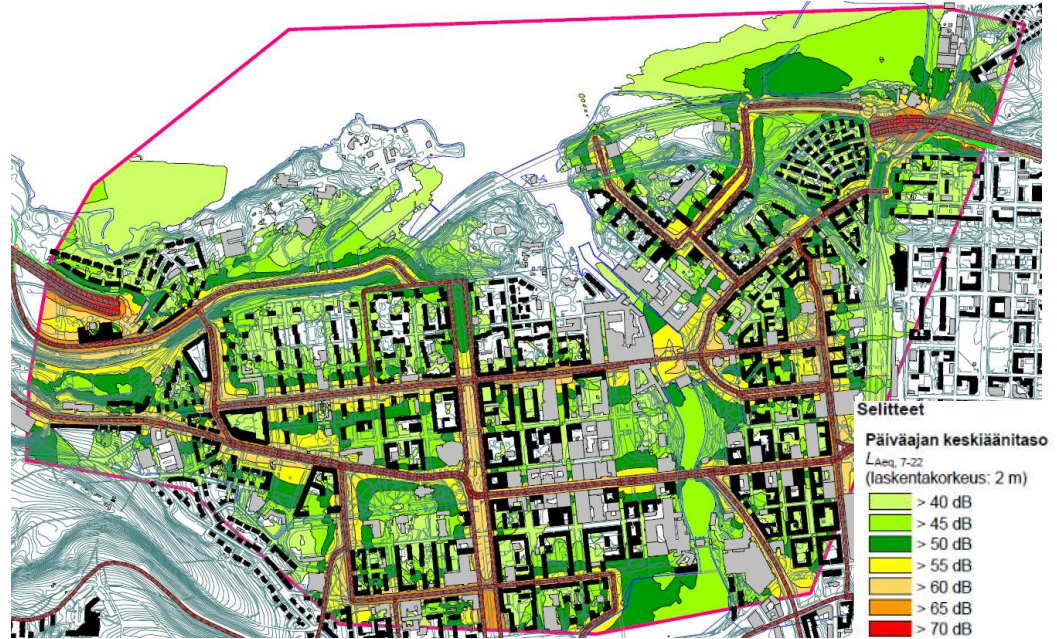 Selitteet
Päiväajan keskiäänitaso
LAeq, 7-22
(laskentakorkeus: 2 m)
> 40 dB
> 45 dB
> 50 dB
> 55 dB
> 60 dB
> 65 dB
> 70 dB